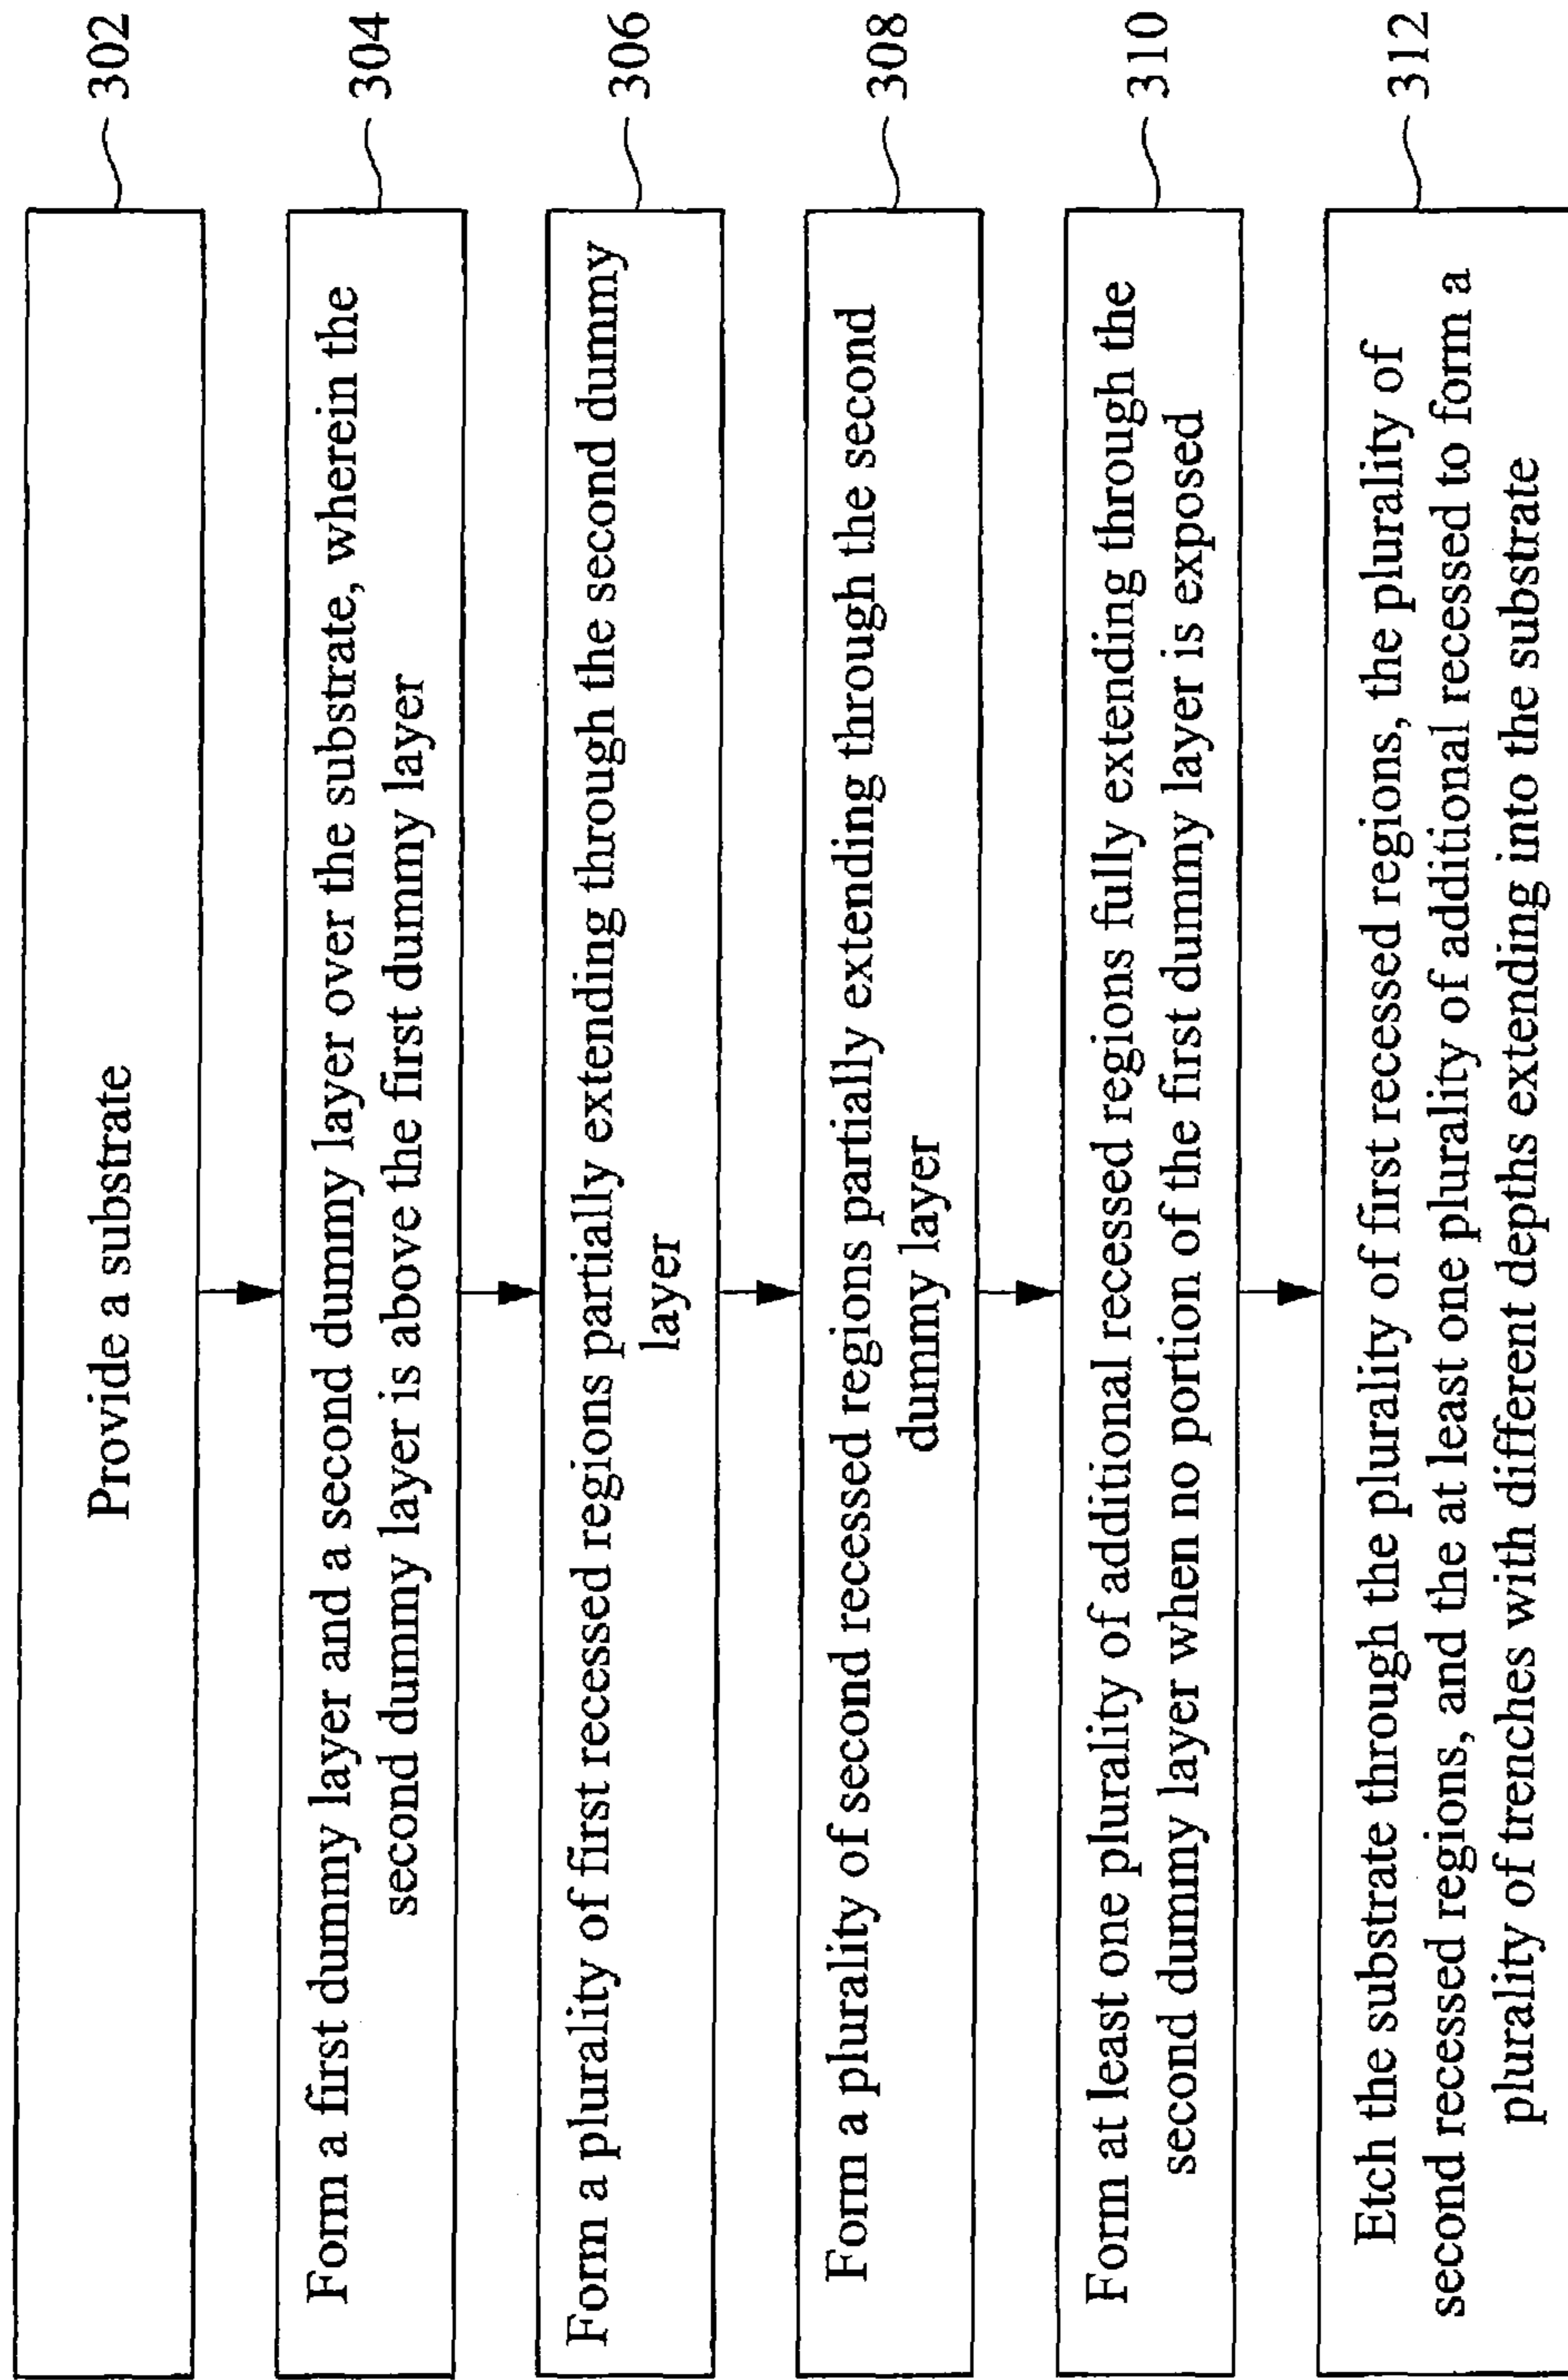 Provide a substrate
302
Form a first dummy layer and a second dummy layer over the substrate, wherein the
second dummy layer is above the first dummy layer
304
Form a plurality of first recessed regions partially extending through the second dummy
layer
306
Form a plurality of second recessed regions partially extending through the second
dummy layer
308
Form at least one plurality of additional recessed regions fully extending through the
second dummy layer when no portion of the first dummy layer is exposed
310
Etch the substrate through the plurality of first recessed regions, the plurality of
second recessed regions, and the at least one plurality of additional recessed to form a
plurality of trenches with different depths extending into the substrate
312